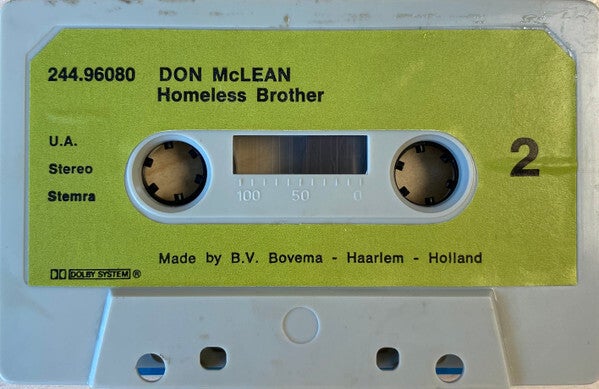 244.96080 DON McLEAN
Homeless Brother
U.A.
Stereo
Stemra
2
100 50 0
Made by B.V. Bovema - Haarlem - Holland
DOLBY SYSTEM ®